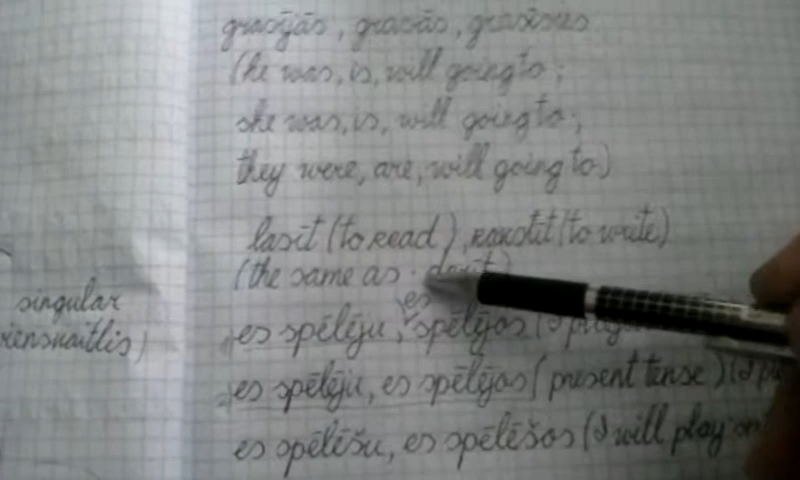 grasījās, grasās, grasīsies
(he was, is, will going to;
she was, is, will going to;
they were, are, will going to)
lasīt (to read), rakstīt (to write)
(the same as
singular
vienskaitlis)
es
es spēlēju, spēlējos (I
es spēlēju, es spēlējos (present tense) (I
es spēlēšu, es spēlēšos (I will play